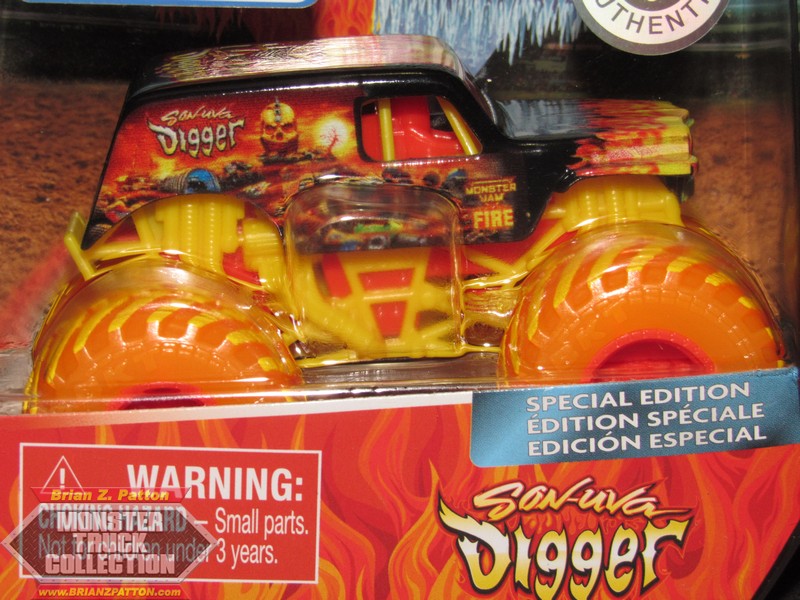 AUTHENTI
SON-UVA
DIGGER
MONSTER
JAM
FIRE
SPECIAL EDITION
ÉDITION SPÉCIALE
EDICIÓN ESPECIAL
WARNING:
CHOKING HAZARD – Small parts.
Not for children under 3 years.
Brian Z. Patton
MONSTER
TRUCK
COLLECTION
www.BRIANZPATTON.com
SON-UVA
DIGGER